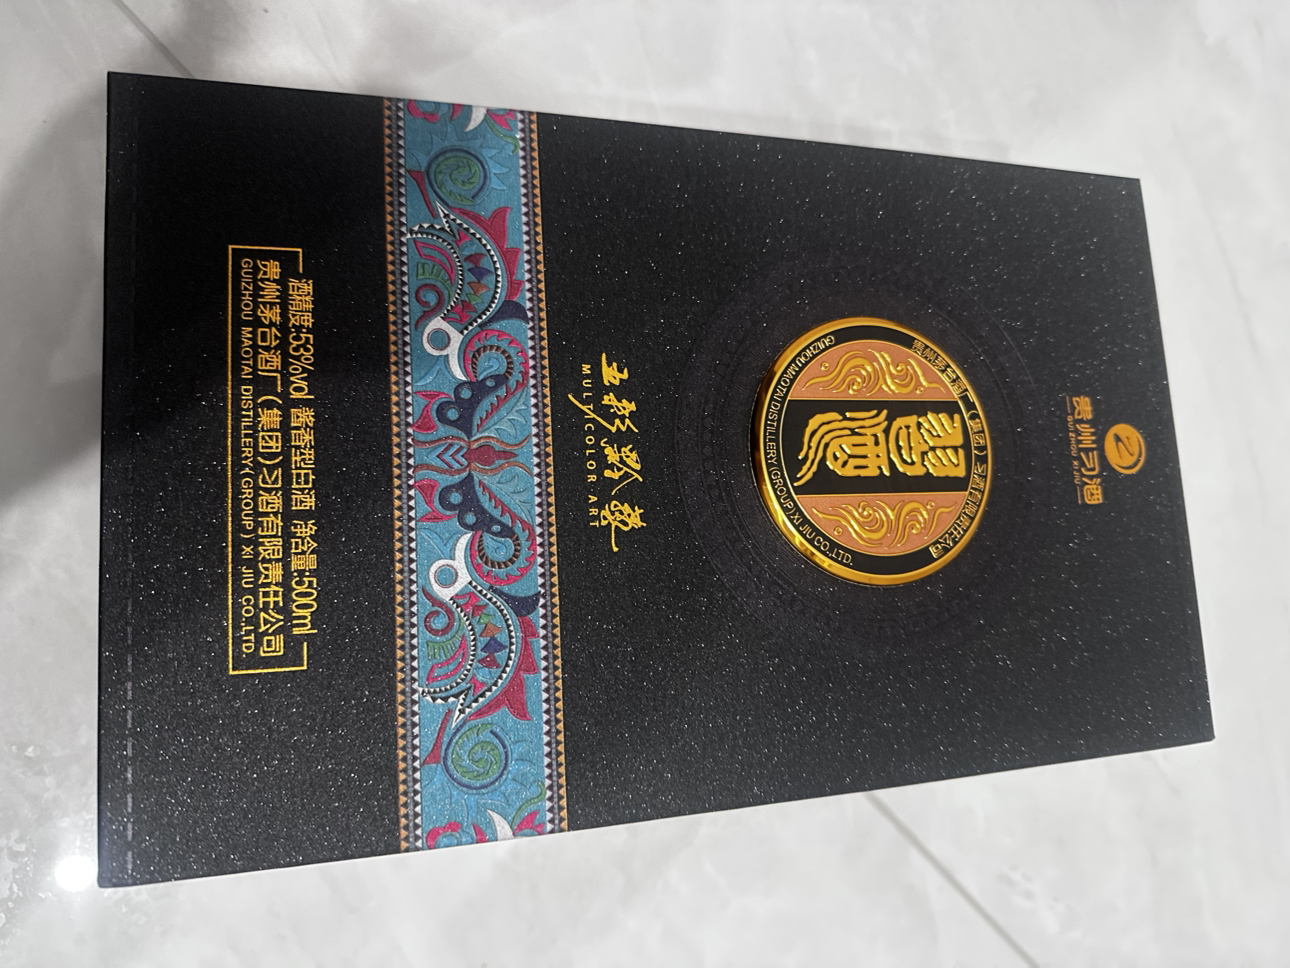 贵州习酒
GUI ZHOU XI JIU
贵州茅台酒厂（集团）习酒有限责任公司
習酒
GUIZHOU MAOTAI DISTILLERY (GROUP) XI JIU CO.,LTD.
五彩黔艺
MULTICOLOR·ART
酒精度:53%vol 酱香型白酒 净含量:500ml
贵州茅台酒厂（集团）习酒有限责任公司
GUIZHOU MAOTAI DISTILLERY(GROUP) XI JIU CO.,LTD.